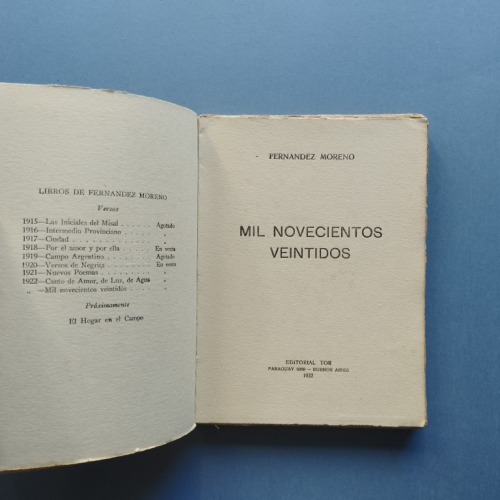 LIBROS DE FERNANDEZ MORENO
Versos
1915—Las Iniciales del Misal . . . . . Agotado
1916—Intermedio Provinciano . . . . . „
1917—Ciudad . . . . . . . . . . „
1918—Por el amor y por ella . . . . . En venta
1919—Campo Argentino . . . . . . . Agotado
1920—Versos de Negrita . . . . . . En venta
1921—Nuevos Poemas . . . . . . . . „
1922—Canto de Amor, de Luz, de Agua „
„ —Mil novecientos veintidós . . . . „
Próximamente
El Hogar en el Campo
FERNANDEZ MORENO
MIL NOVECIENTOS
VEINTIDOS
EDITORIAL TOR
PARAGUAY — BUENOS AIRES
1922